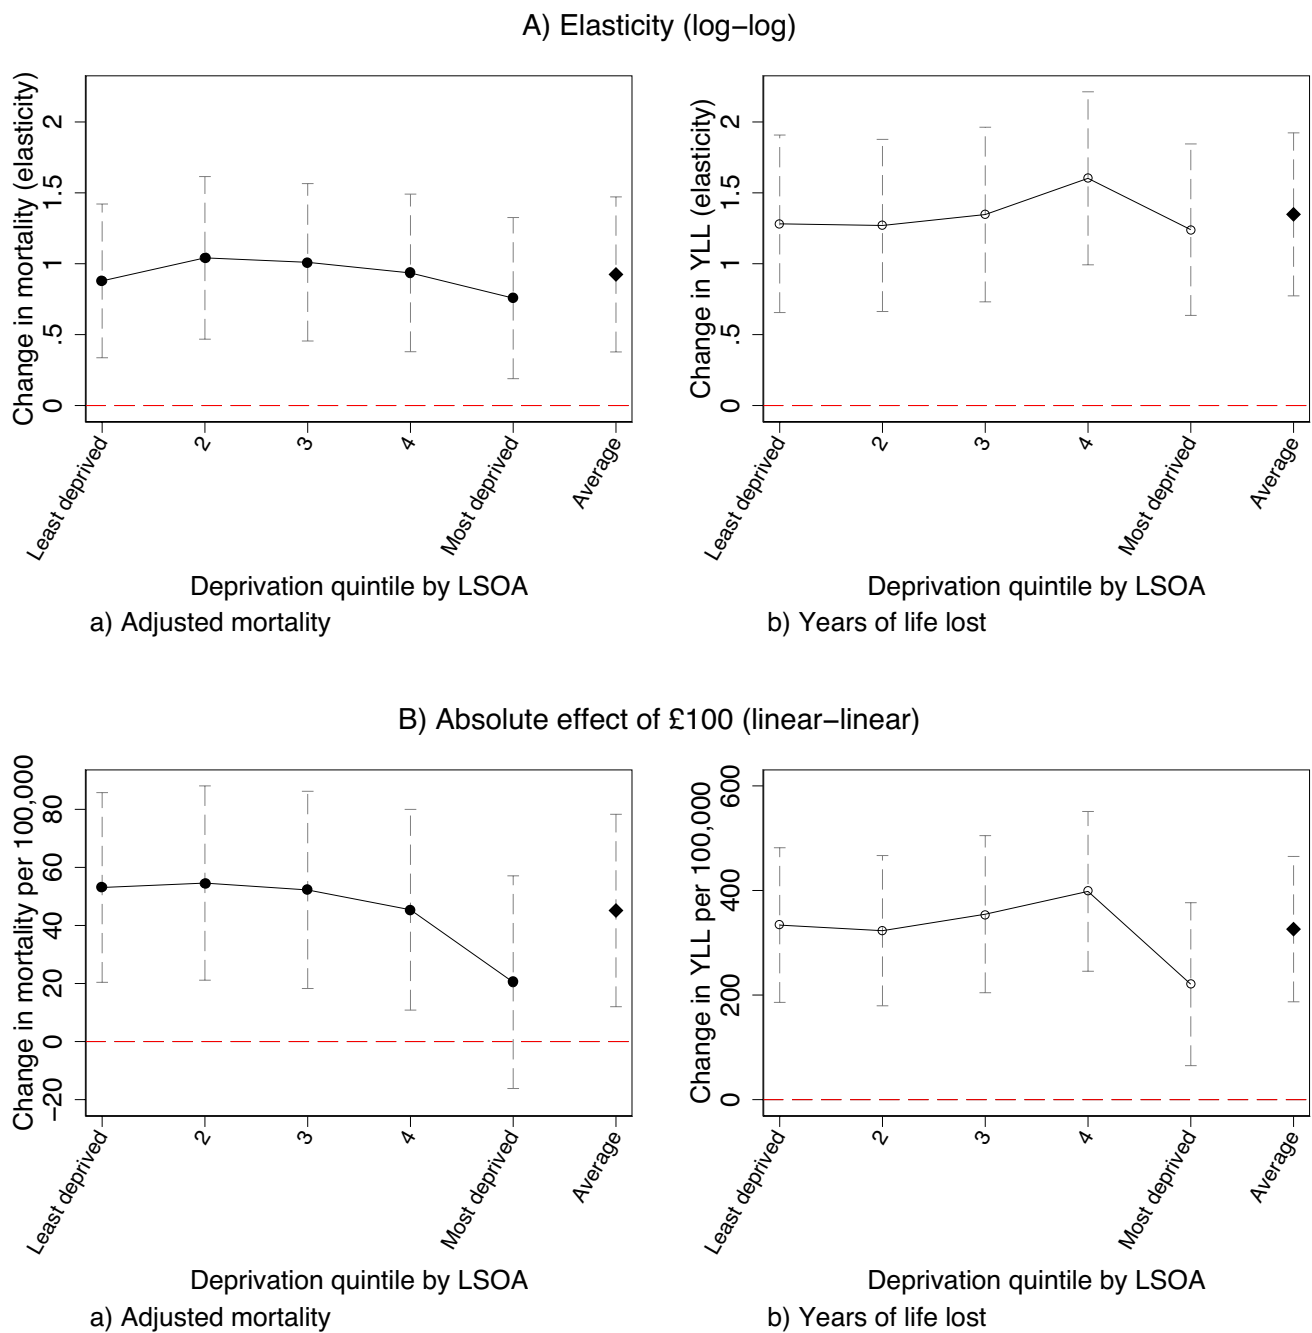 A) Elasticity (log–log)
Change in mortality (elasticity)
2
1.5
1
.5
0
Least deprived
2
3
4
Most deprived
Average
Deprivation quintile by LSOA
a) Adjusted mortality
Change in YLL (elasticity)
2
1.5
1
.5
0
Least deprived
2
3
4
Most deprived
Average
Deprivation quintile by LSOA
b) Years of life lost
B) Absolute effect of £100 (linear–linear)
Change in mortality per 100,000
80
60
40
20
0
–20
Least deprived
2
3
4
Most deprived
Average
Deprivation quintile by LSOA
a) Adjusted mortality
Change in YLL per 100,000
600
400
200
0
Least deprived
2
3
4
Most deprived
Average
Deprivation quintile by LSOA
b) Years of life lost